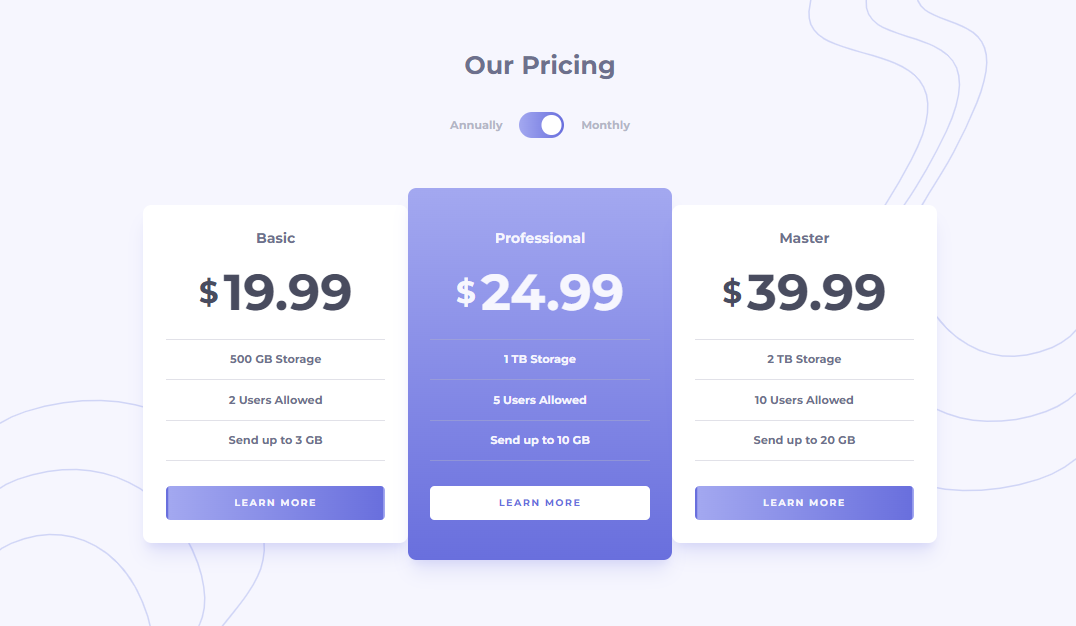 Our Pricing
Annually Monthly
Basic
$19.99
500 GB Storage
2 Users Allowed
Send up to 3 GB
LEARN MORE
Professional
$24.99
1 TB Storage
5 Users Allowed
Send up to 10 GB
LEARN MORE
Master
$39.99
2 TB Storage
10 Users Allowed
Send up to 20 GB
LEARN MORE